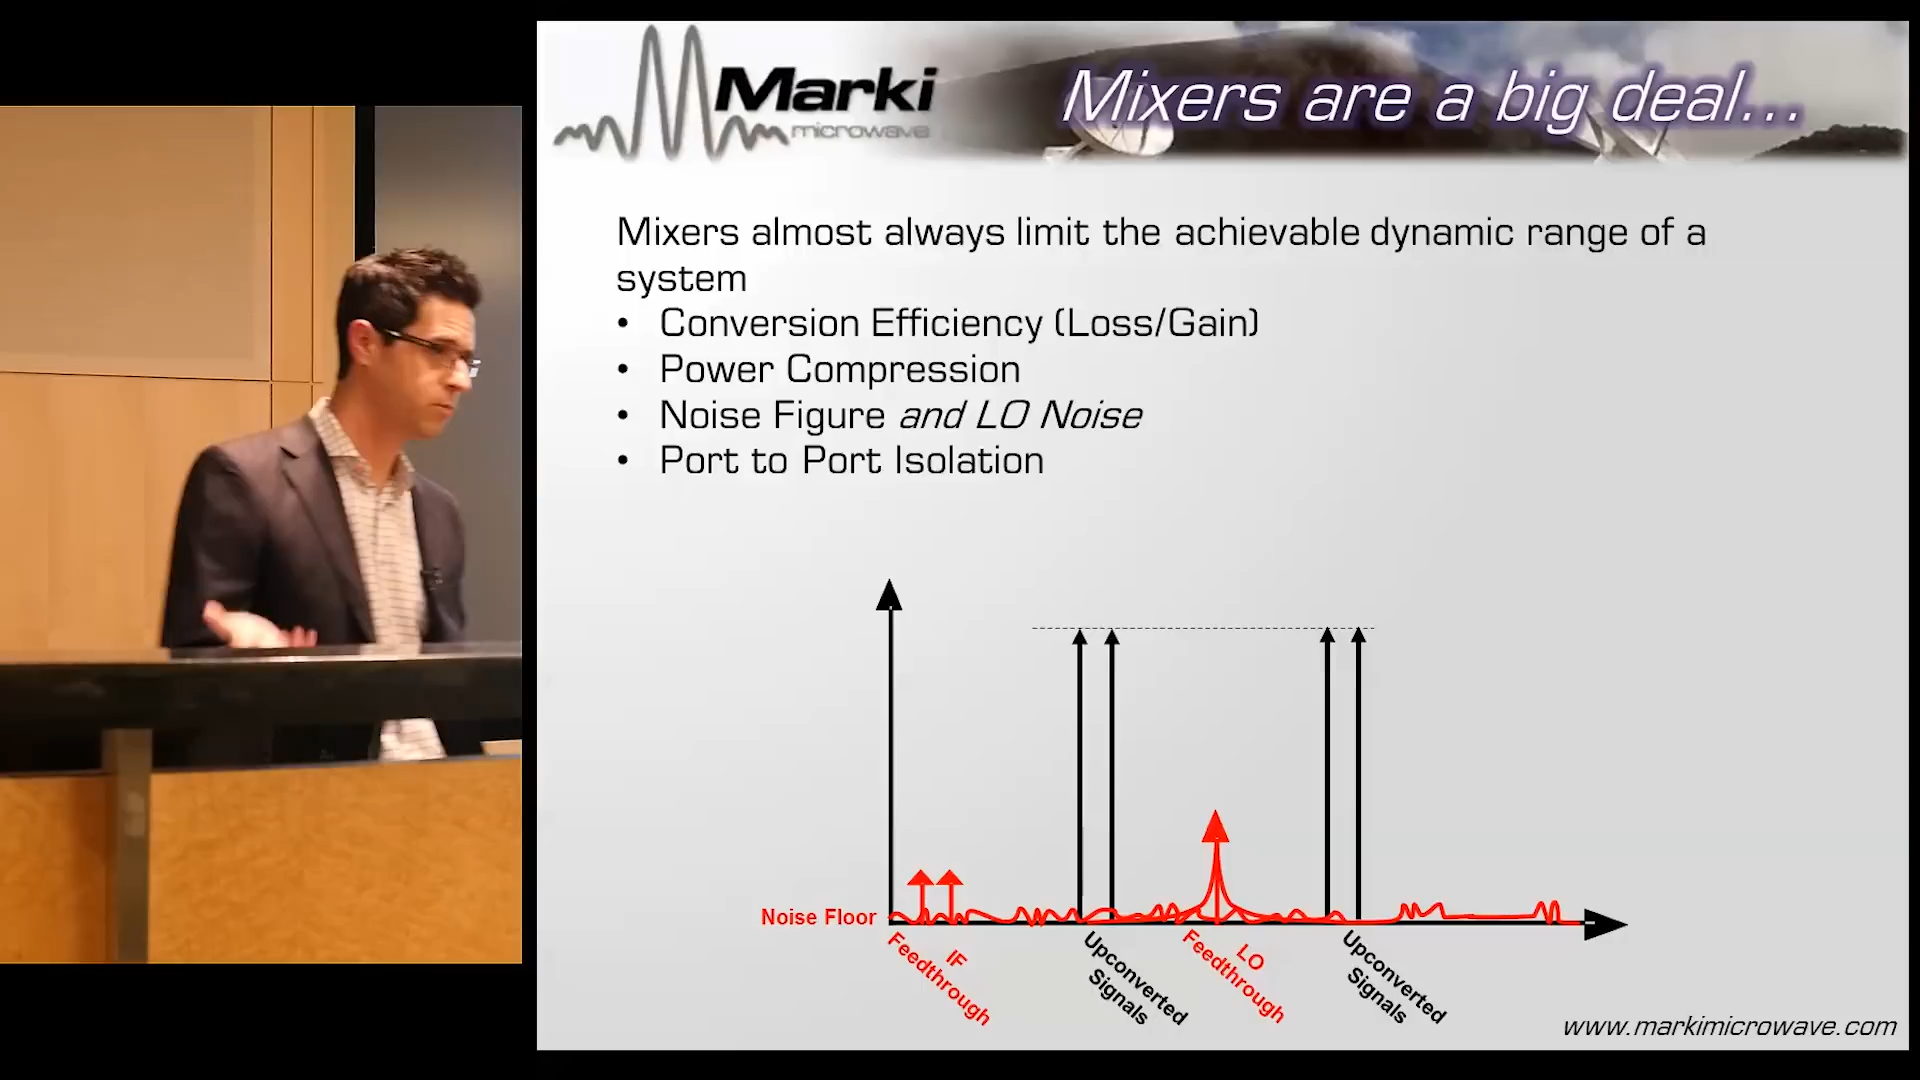 Marki
microwave
Mixers are a big deal...
Mixers almost always limit the achievable dynamic range of a
system
• Conversion Efficiency (Loss/Gain)
• Power Compression
• Noise Figure and LO Noise
• Port to Port Isolation
Noise Floor
IF
Feedthrough
Upconverted
Signals
LO
Feedthrough
Upconverted
Signals
www.markimicrowave.com